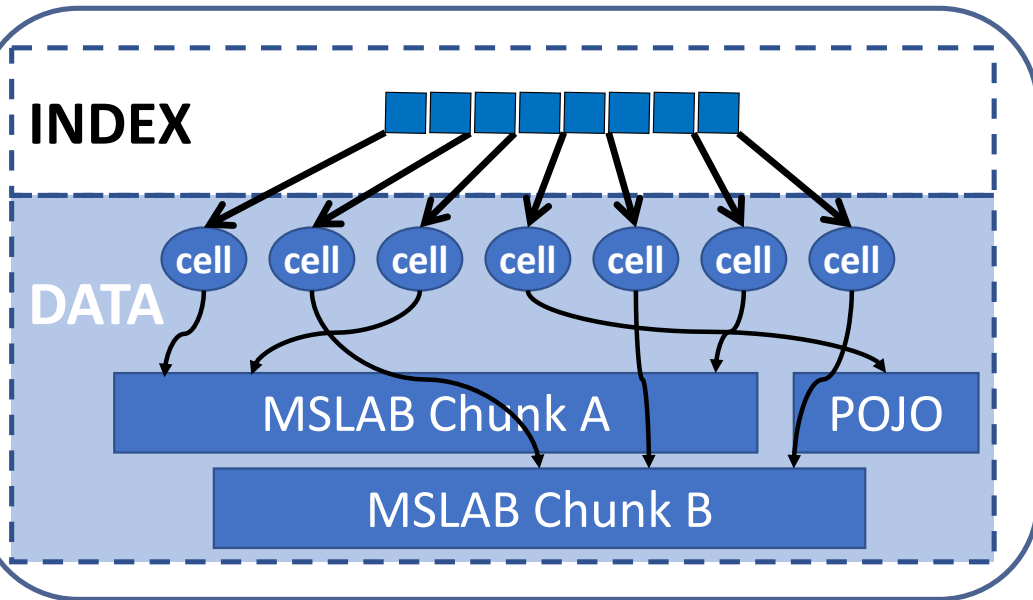 INDEX
cell cell cell cell cell cell cell
DATA
MSLAB Chunk A
POJO
MSLAB Chunk B